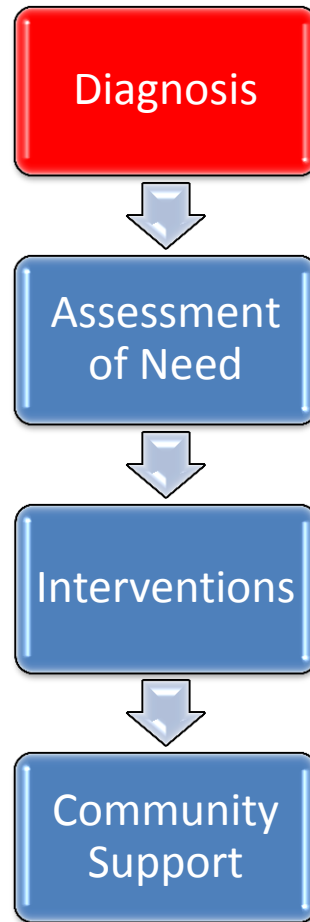 Diagnosis
Assessment
of Need
Interventions
Community
Support